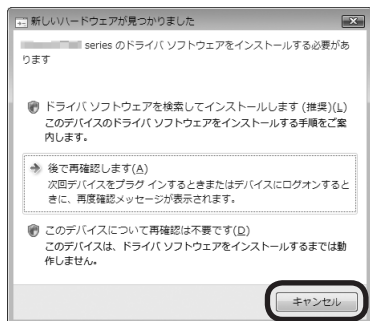 新しいハードウェアが見つかりました
series のドライバ ソフトウェアをインストールする必要があ
ります
ドライバ ソフトウェアを検索してインストールします (推奨)(L)
このデバイスのドライバ ソフトウェアをインストールする手順をご案
内します。
後で再確認します(A)
次回デバイスをプラグ インするときまたはデバイスにログオンすると
きに、再度確認メッセージが表示されます。
このデバイスについて再確認は不要です(D)
このデバイスは、ドライバ ソフトウェアをインストールするまでは動
作しません。
キャンセル